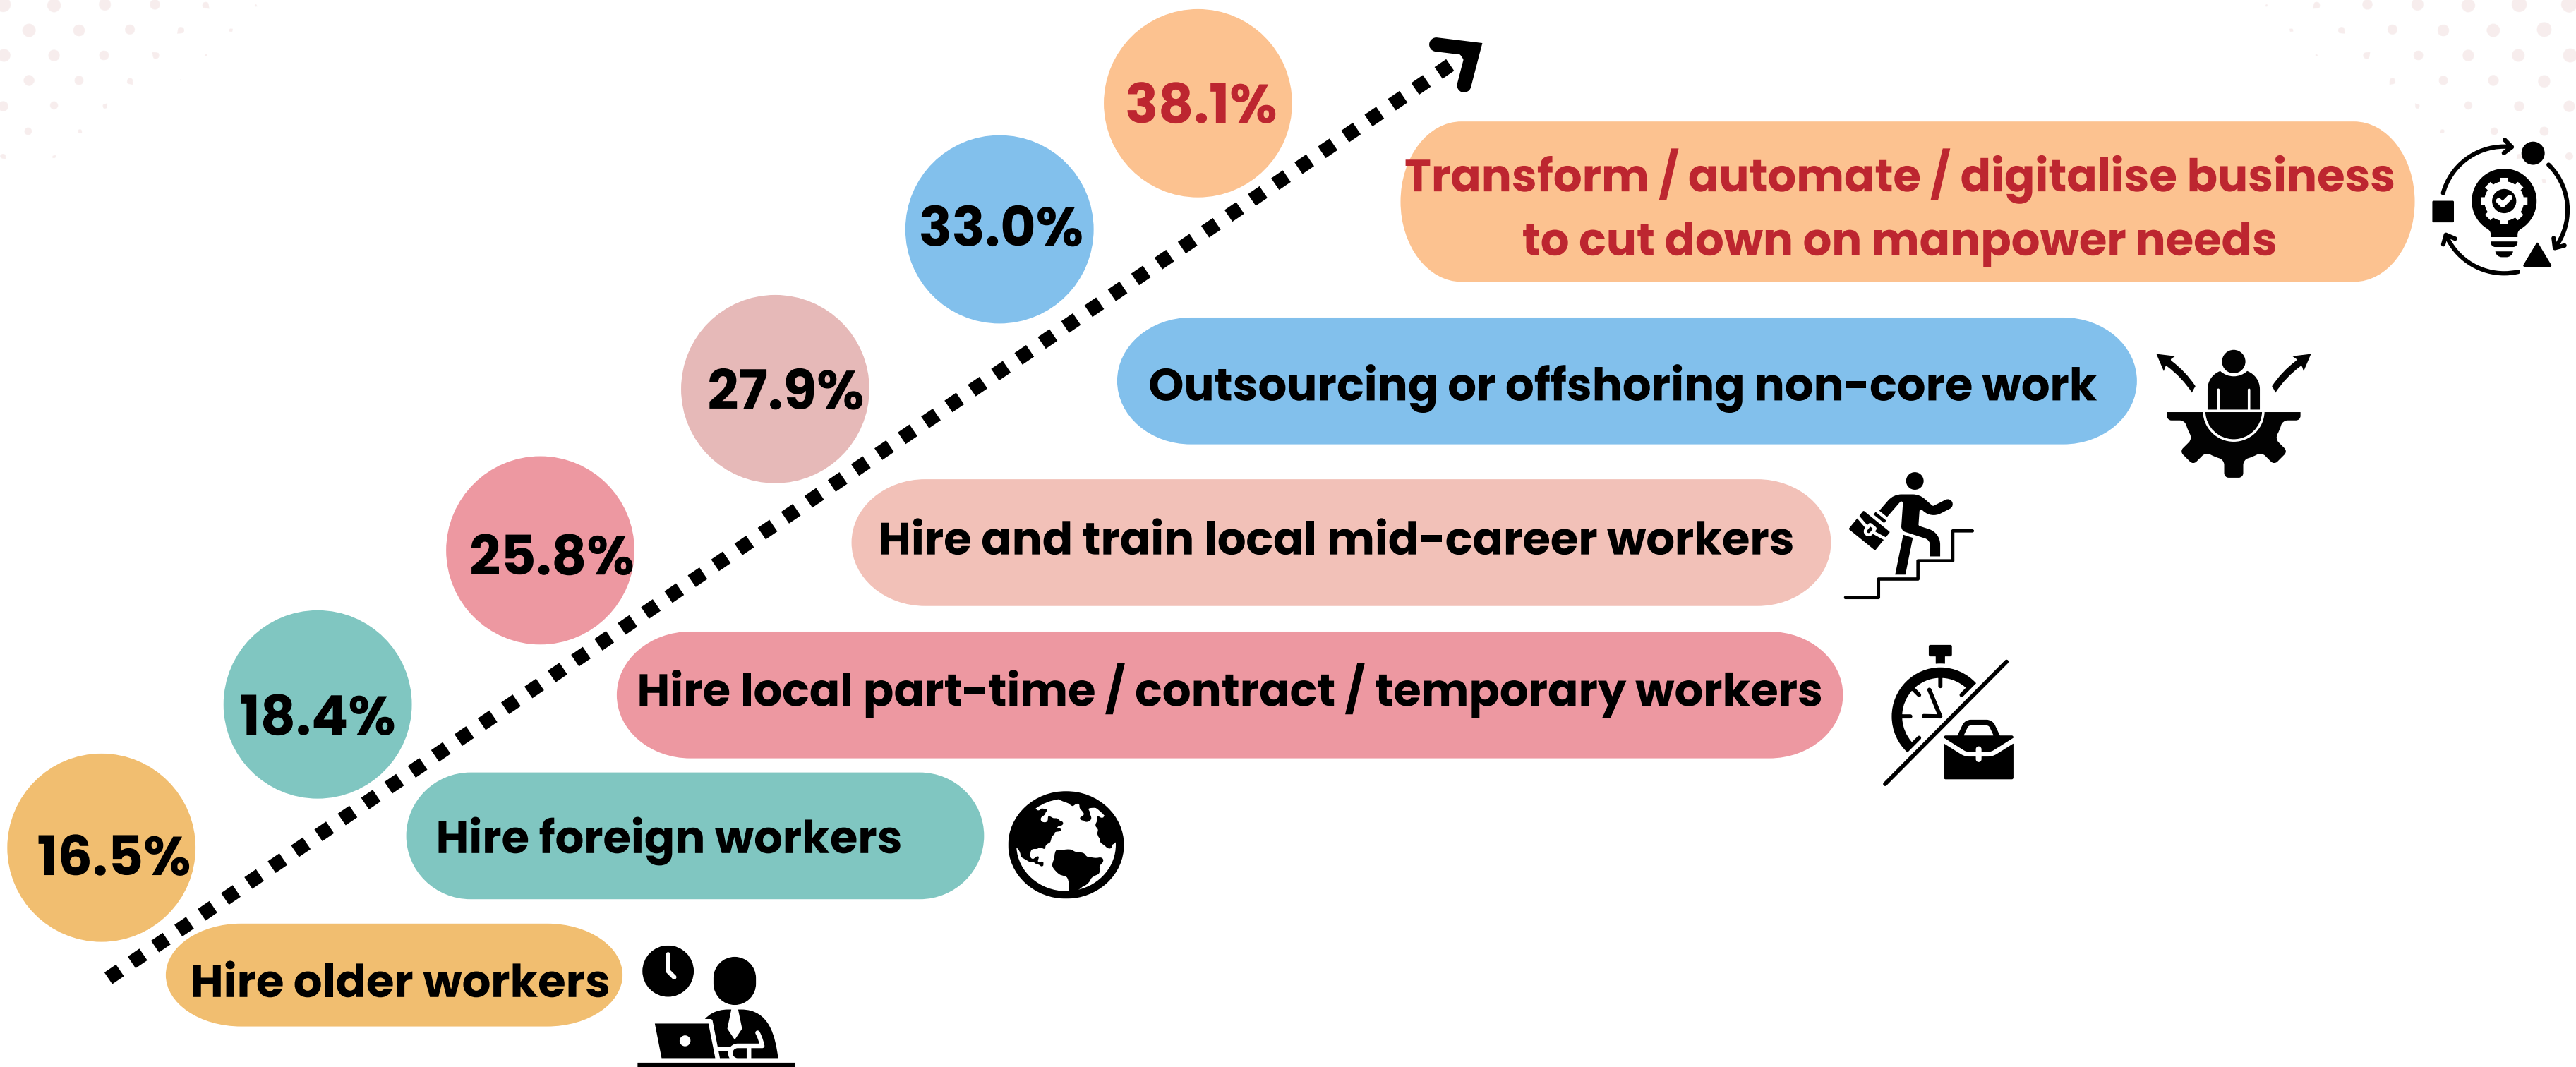 38.1%
Transform / automate / digitalise business
to cut down on manpower needs
33.0%
Outsourcing or offshoring non-core work
27.9%
Hire and train local mid-career workers
25.8%
Hire local part-time / contract / temporary workers
18.4%
Hire foreign workers
16.5%
Hire older workers